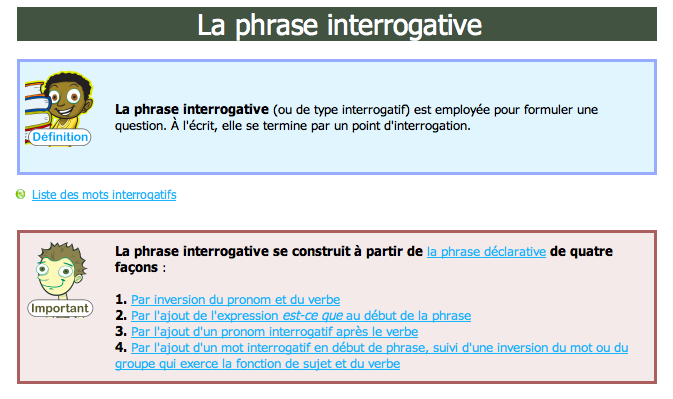 La phrase interrogative
La phrase interrogative (ou de type interrogatif) est employée pour formuler une
question. À l'écrit, elle se termine par un point d'interrogation.
Définition
Liste des mots interrogatifs
La phrase interrogative se construit à partir de la phrase déclarative de quatre
façons :
Important
1. Par inversion du pronom et du verbe
2. Par l'ajout de l'expression est-ce que au début de la phrase
3. Par l'ajout d'un pronom interrogatif après le verbe
4. Par l'ajout d'un mot interrogatif en début de phrase, suivi d'une inversion du mot ou du
groupe qui exerce la fonction de sujet et du verbe